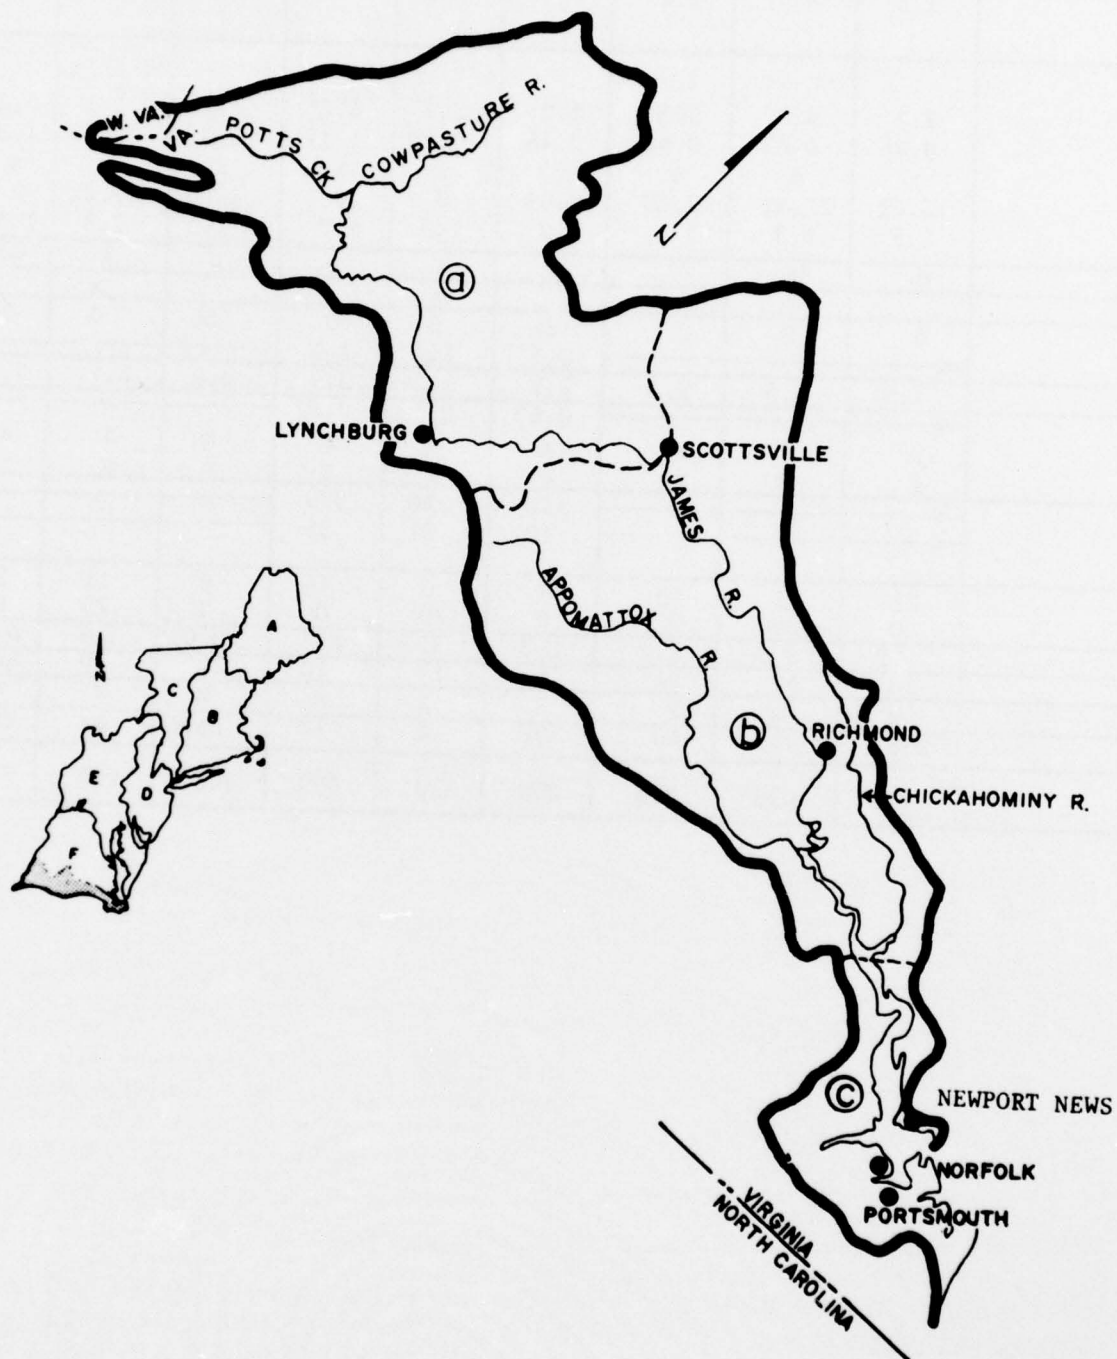 W. VA.
VA.
POTTS CK
COWPASTURE R.
N
ⓐ
LYNCHBURG
SCOTTSVILLE
JAMES R.
APPOMATTOX R.
ⓑ
RICHMOND
CHICKAHOMINY R.
N
A
C
B
E
D
F
ⓒ
NEWPORT NEWS
NORFOLK
PORTSMOUTH
VIRGINIA
NORTH CAROLINA